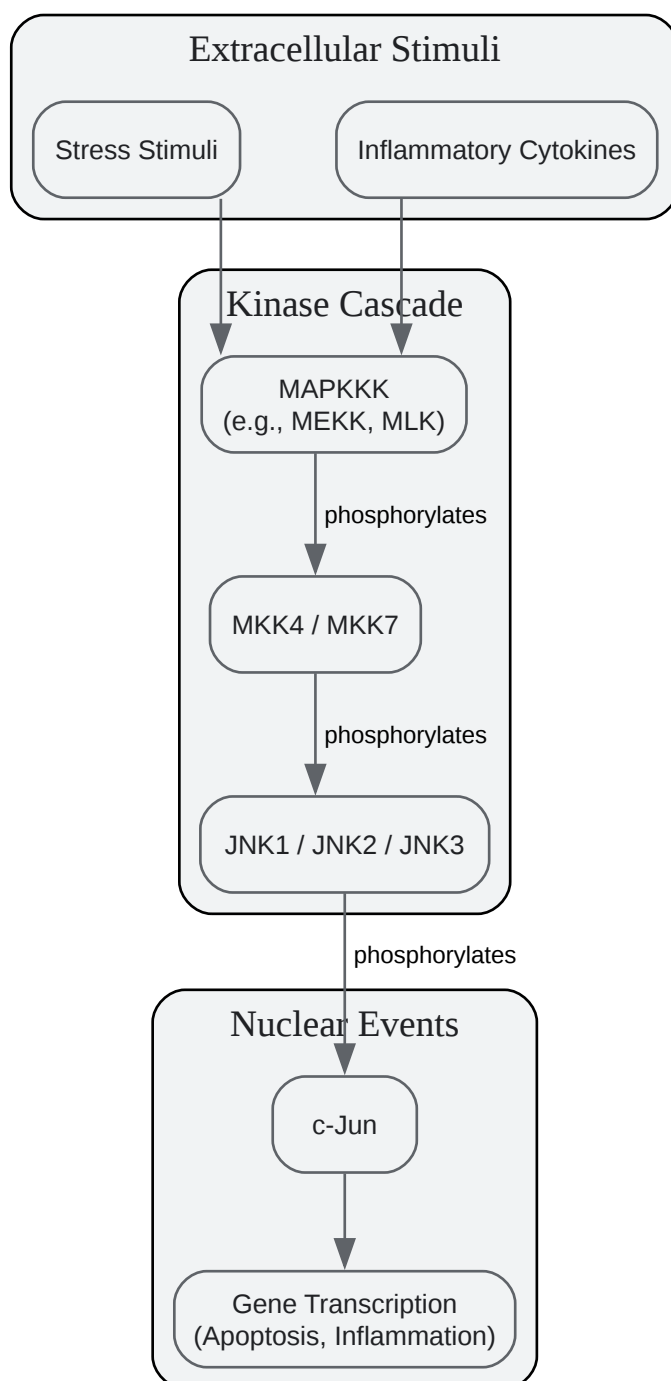 Extracellular Stimuli
Stress Stimuli
Inflammatory Cytokines
Kinase Cascade
MAPKKK
(e.g., MEKK, MLK)
phosphorylates
MKK4 / MKK7
phosphorylates
JNK1 / JNK2 / JNK3
phosphorylates
Nuclear Events
c-Jun
Gene Transcription
(Apoptosis, Inflammation)